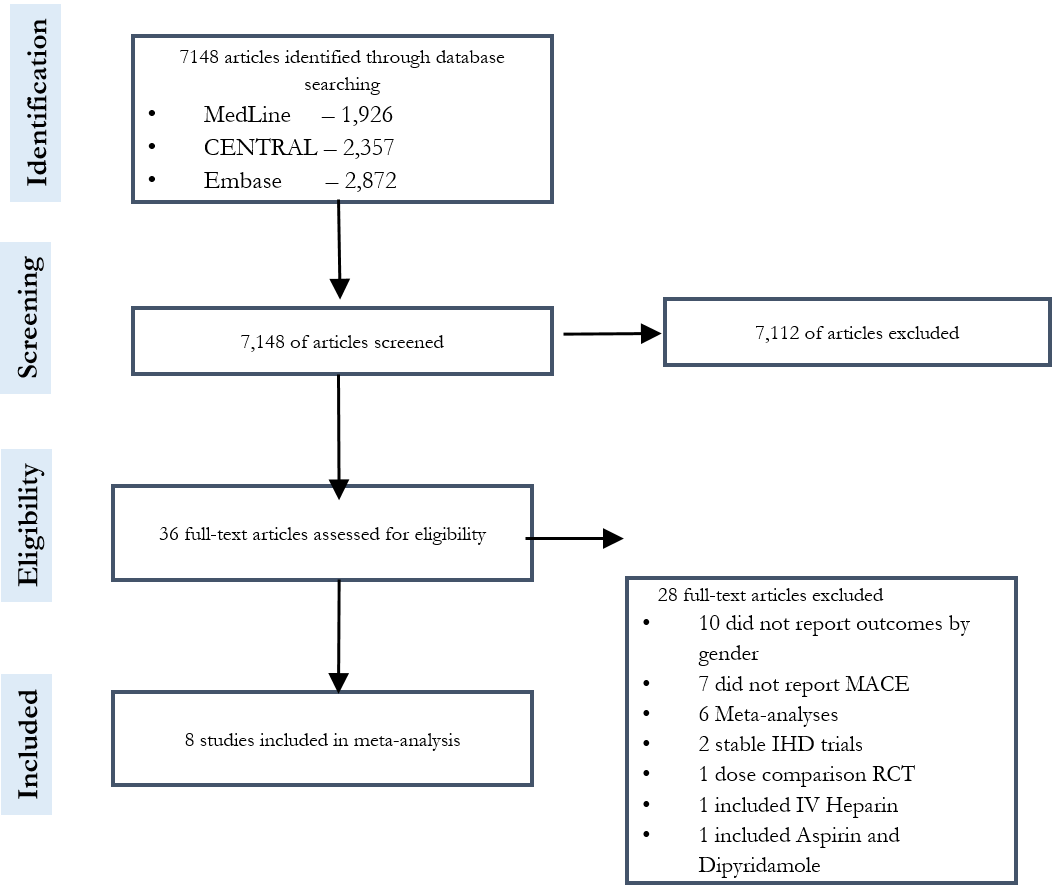 Identification
7148 articles identified through database
searching
• MedLine – 1,926
• CENTRAL – 2,357
• Embase – 2,872
Screening
7,148 of articles screened
7,112 of articles excluded
Eligibility
36 full-text articles assessed for eligibility
28 full-text articles excluded
• 10 did not report outcomes by
gender
• 7 did not report MACE
• 6 Meta-analyses
• 2 stable IHD trials
• 1 dose comparison RCT
• 1 included IV Heparin
• 1 included Aspirin and
Dipyridamole
Included
8 studies included in meta-analysis